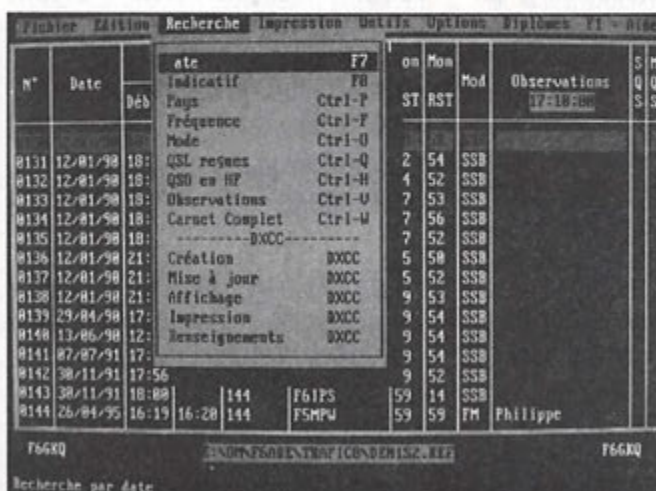 Fichier Edition Recherche Impression Outils Options Diplômes F1 - Aide
ate F7
Indicatif F8
Pays Ctrl-P
Fréquence Ctrl-F
Mode Ctrl-O
QSL reçues Ctrl-Q
QSO en HF Ctrl-H
Observations Ctrl-V
Carnet Complet Ctrl-W
---------DXCC---------
Création DXCC
Mise à jour DXCC
Affichage DXCC
Impression DXCC
Renseignements DXCC
N° Date Déb on ST Mon RST Mod Observations
17:10:00
0131 12/01/90 18: 2 54 SSB
0132 12/01/90 18: 4 52 SSB
0133 12/01/90 18: 7 53 SSB
0134 12/01/90 18: 7 56 SSB
0135 12/01/90 18: 7 52 SSB
0136 12/01/90 21: 5 50 SSB
0137 12/01/90 21: 5 52 SSB
0138 12/01/90 21: 9 53 SSB
0139 29/04/90 17: 9 54 SSB
0140 13/06/90 12: 9 54 SSB
0141 07/07/91 17: 9 54 SSB
0142 30/11/91 17:56 9 52 SSB
0143 30/11/91 18:00 144 F6IPS 59 14 SSB
0144 26/04/95 16:19 16:20 144 F5MPW 59 59 FM Philippe
F6GKQ F6GKQ
Recherche par date